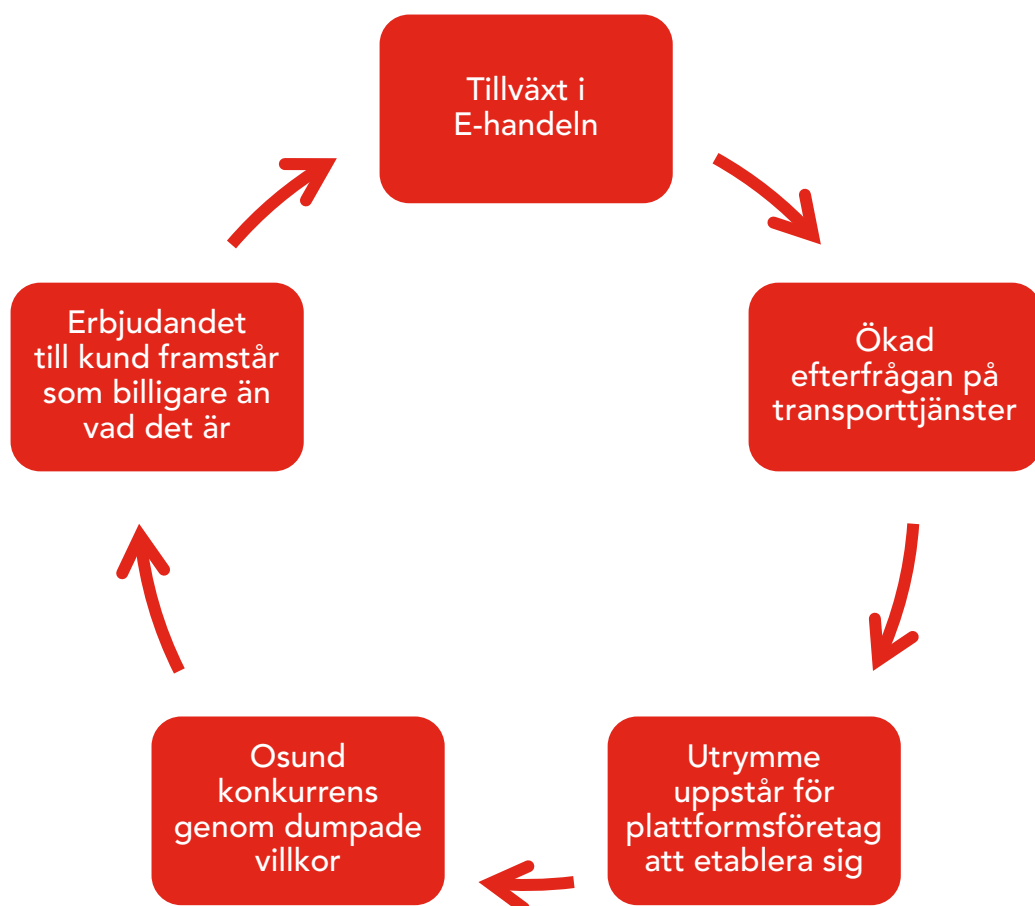 Tillväxt i
E-handeln
Ökad
efterfrågan på
transporttjänster
Utrymme
uppstår för
plattformsföretag
att etablera sig
Osund
konkurrens
genom dumpade
villkor
Erbjudandet
till kund framstår
som billigare än
vad det är